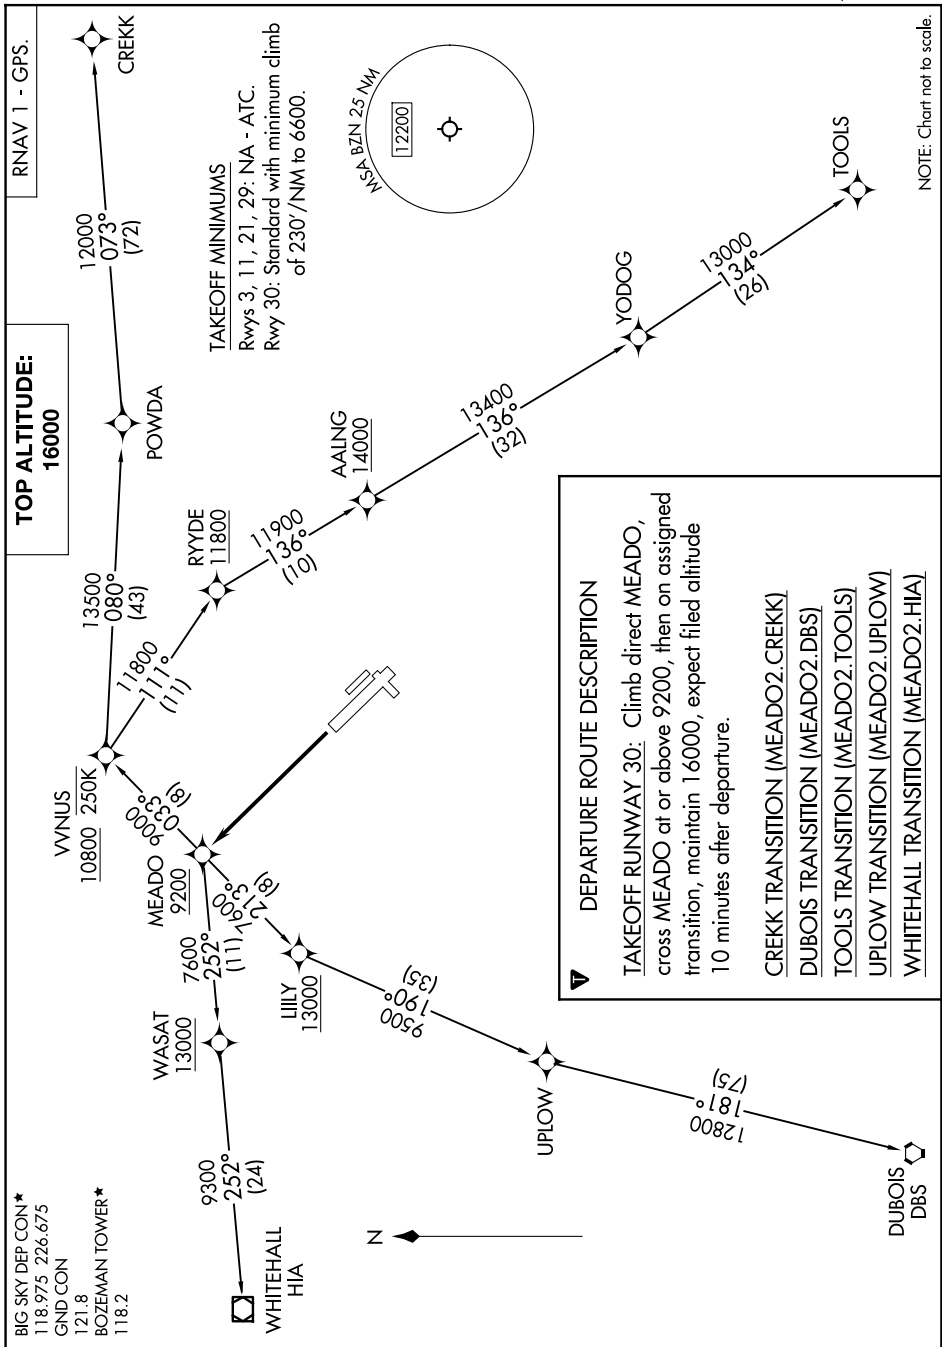 BIG SKY DEP CON★
118.975 226.675
GND CON
121.8
BOZEMAN TOWER★
118.2
TOP ALTITUDE:
16000
RNAV 1 - GPS.
VVNUS
10800 250K
13500
080°
(43)
POWDA
12000
073°
(72)
CREKK
MEADO
9200
9000
033°
(8)
11800
111°
(11)
RYYDE
11800
11900
136°
(10)
AALNG
14000
13400
136°
(32)
YODOG
13000
134°
(26)
TOOLS
TAKEOFF MINIMUMS
Rwys 3, 11, 21, 29: NA - ATC.
Rwy 30: Standard with minimum climb
of 230'/NM to 6600.
MSA BZN 25 NM
12200
7600
252°
(11)
WASAT
13000
9300
252°
(24)
WHITEHALL
HIA
7600
213°
(8)
LIILY
13000
9500
190°
(35)
UPLOW
12800
181°
(75)
DUBOIS
DBS
N
T
DEPARTURE ROUTE DESCRIPTION
TAKEOFF RUNWAY 30: Climb direct MEADO,
cross MEADO at or above 9200, then on assigned
transition, maintain 16000, expect filed altitude
10 minutes after departure.
CREKK TRANSITION (MEADO2.CREKK)
DUBOIS TRANSITION (MEADO2.DBS)
TOOLS TRANSITION (MEADO2.TOOLS)
UPLOW TRANSITION (MEADO2.UPLOW)
WHITEHALL TRANSITION (MEADO2.HIA)
NOTE: Chart not to scale.